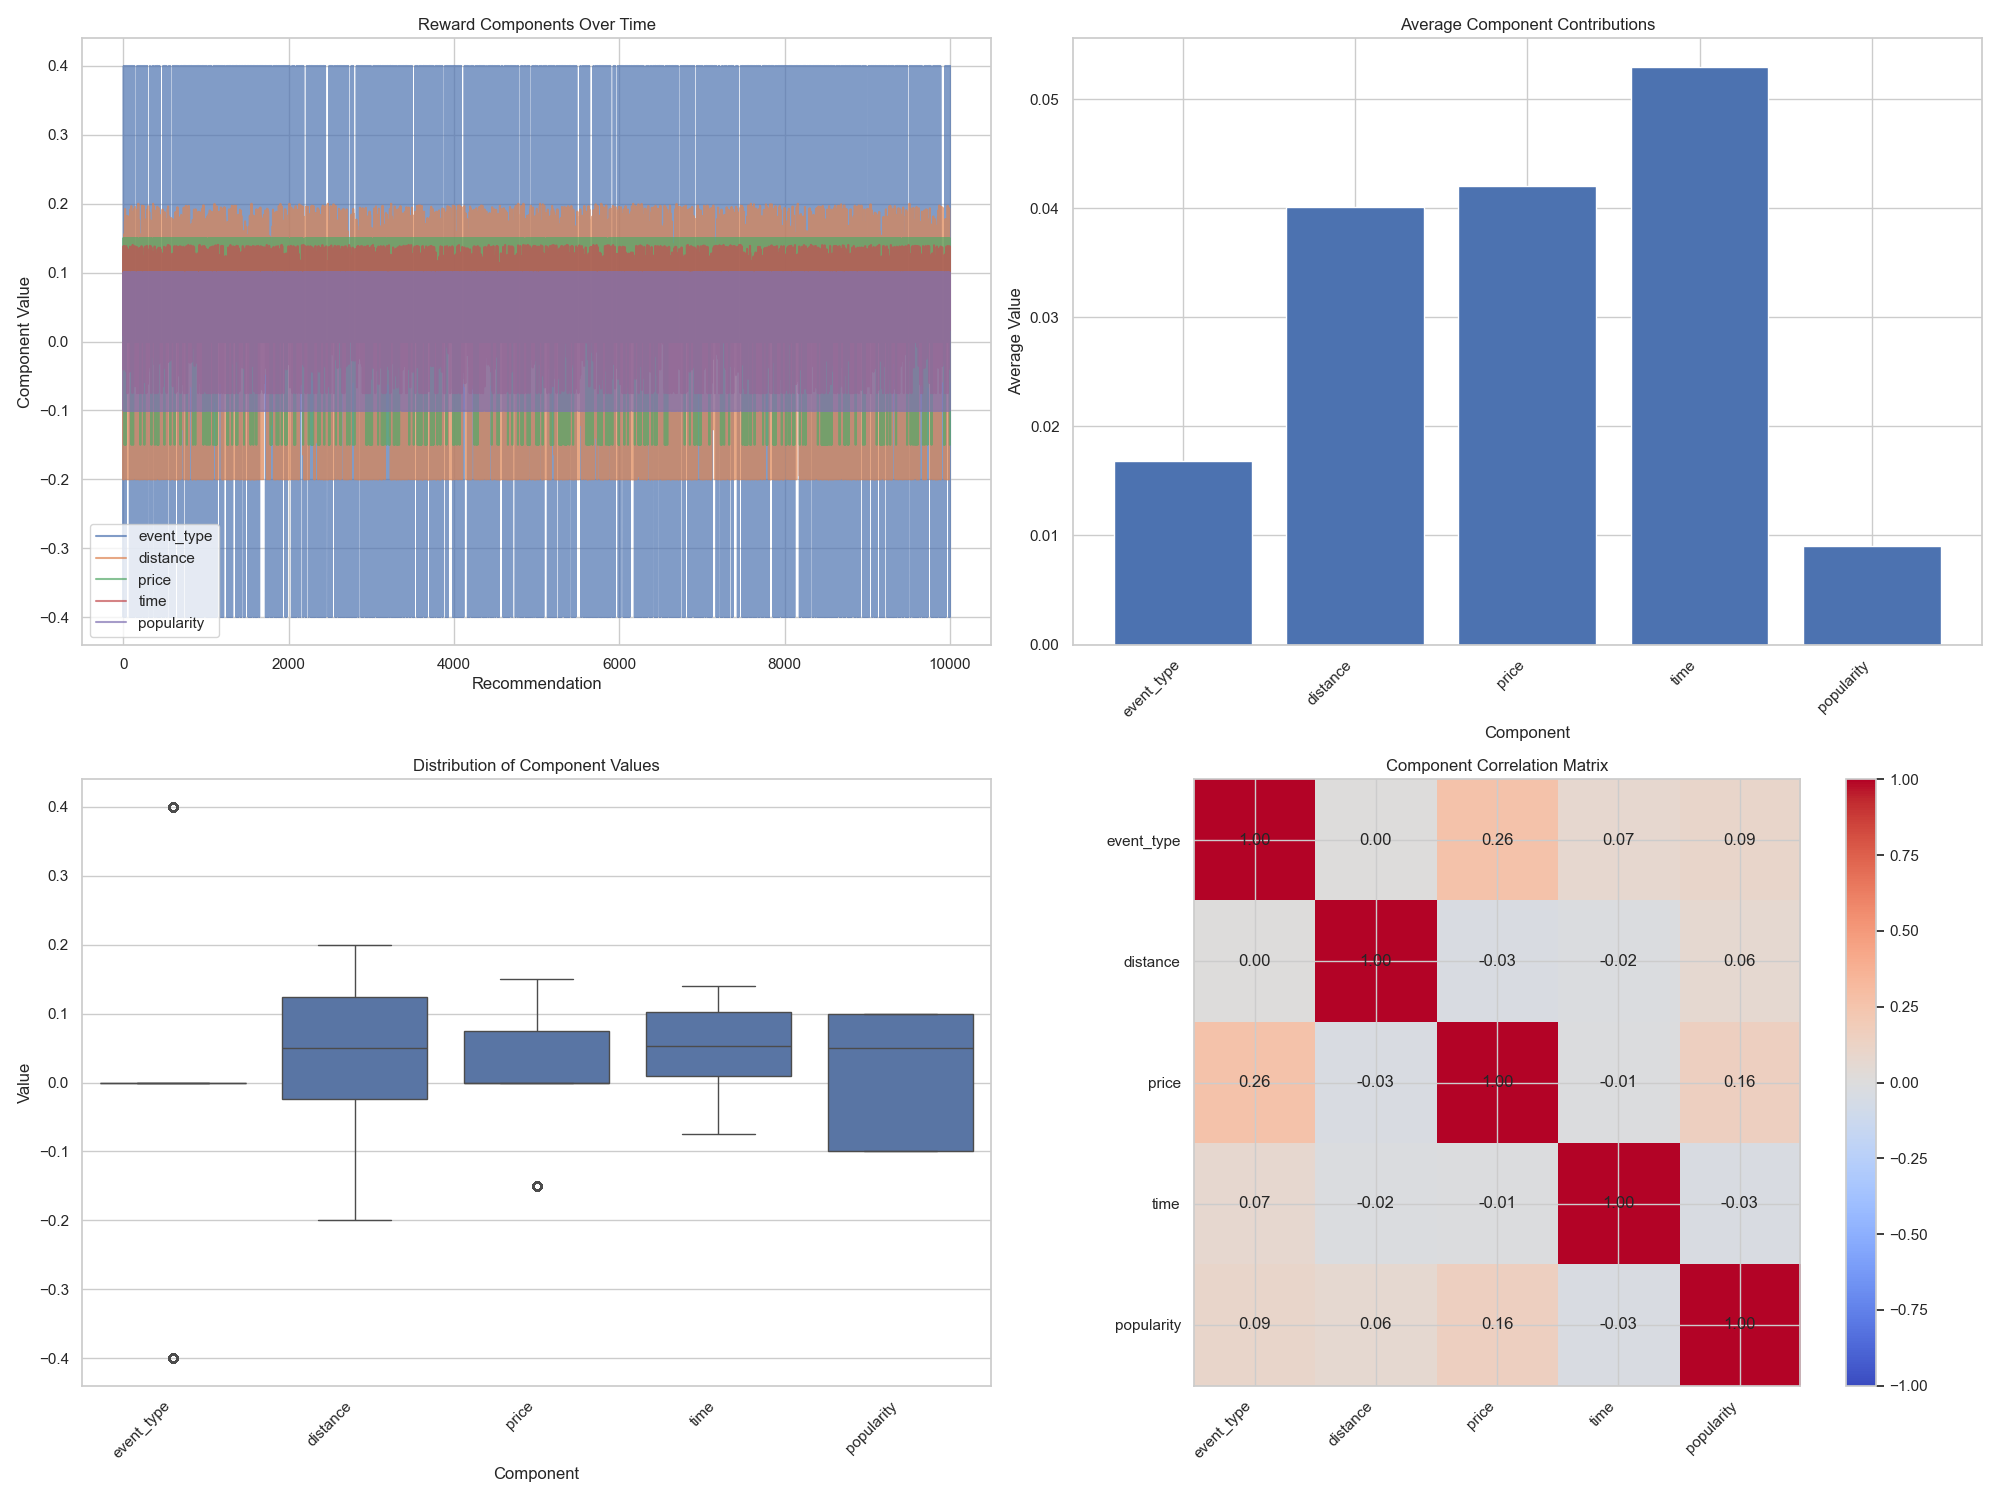 Reward Components Over Time
Component Value
0.4
0.3
0.2
0.1
0.0
−0.1
−0.2
−0.3
−0.4
event_type
distance
price
time
popularity
0
2000
4000
6000
8000
10000
Recommendation
Average Component Contributions
Average Value
0.05
0.04
0.03
0.02
0.01
0.00
event_type
distance
price
time
popularity
Component
Distribution of Component Values
Value
0.4
0.3
0.2
0.1
0.0
−0.1
−0.2
−0.3
−0.4
event_type
distance
price
time
popularity
Component
Component Correlation Matrix
event_type 1.00 0.00 0.26 0.07 0.09
distance 0.00 1.00 -0.03 -0.02 0.06
price 0.26 -0.03 1.00 -0.01 0.16
time 0.07 -0.02 -0.01 1.00 -0.03
popularity 0.09 0.06 0.16 -0.03 1.00
event_type
distance
price
time
popularity
1.00
0.75
0.50
0.25
0.00
−0.25
−0.50
−0.75
−1.00